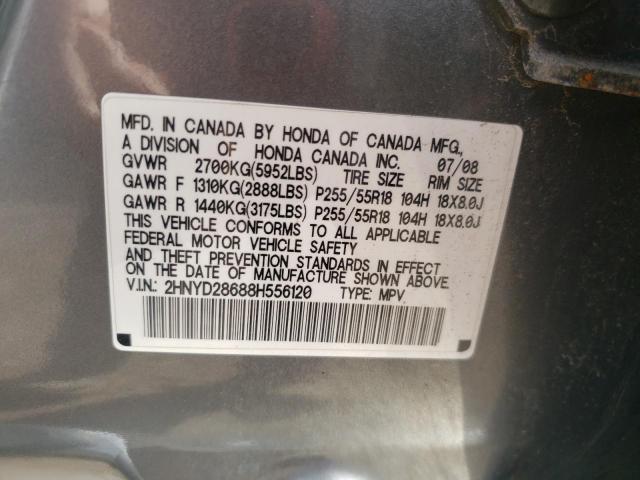 MFD. IN CANADA BY HONDA OF CANADA MFG.,
A DIVISION OF HONDA CANADA INC. 07/08
GVWR 2700KG(5952LBS) TIRE SIZE RIM SIZE
GAWR F 1310KG(2888LBS) P255/55R18 104H 18X8.0J
GAWR R 1440KG(3175LBS) P255/55R18 104H 18X8.0J
THIS VEHICLE CONFORMS TO ALL APPLICABLE
FEDERAL MOTOR VEHICLE SAFETY
AND THEFT PREVENTION STANDARDS IN EFFECT
ON THE DATE OF MANUFACTURE SHOWN ABOVE.
V.I.N.: 2HNYD28688H556120 TYPE: MPV